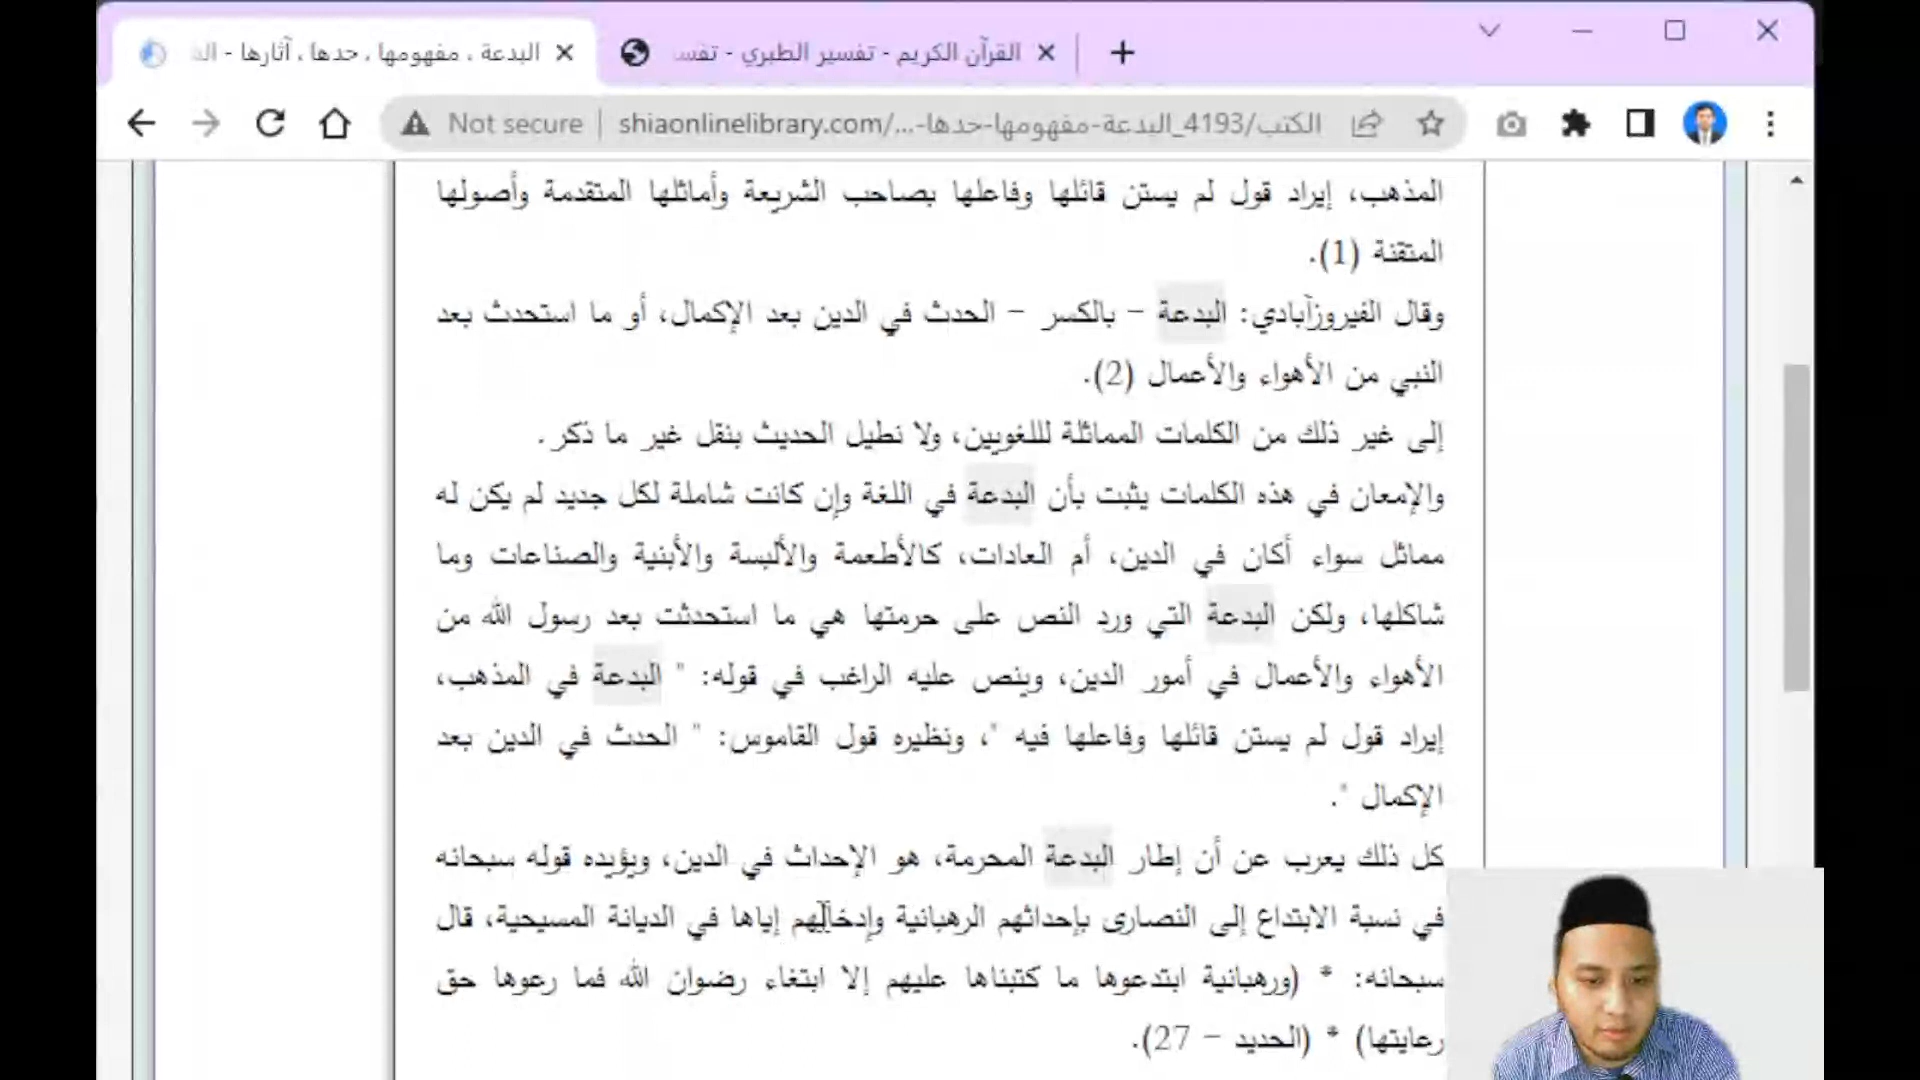 البدعة ، مفهومها ، حدها ، آثارها - الد
القرآن الكريم - تفسير الطبري - تفسـ
Not secure
shiaonlinelibrary.com/الكتب/4193_البدعة-مفهومها-حدها-...
المذهب، إيراد قول لم يستن قائلها وفاعلها بصاحب الشريعة وأماثلها المتقدمة وأصولها
المتقنة (1).
وقال الفيروزآبادي: البدعة - بالكسر - الحدث في الدين بعد الإكمال، أو ما استحدث بعد
النبي من الأهواء والأعمال (2).
إلى غير ذلك من الكلمات المماثلة لللغويين، ولا نطيل الحديث بنقل غير ما ذكر.
والإمعان في هذه الكلمات يثبت بأن البدعة في اللغة وإن كانت شاملة لكل جديد لم يكن له
مماثل سواء أكان في الدين، أم العادات، كالأطعمة والألبسة والأبنية والصناعات وما
شاكلها، ولكن البدعة التي ورد النص على حرمتها هي ما استحدثت بعد رسول الله من
الأهواء والأعمال في أمور الدين، وينص عليه الراغب في قوله: " البدعة في المذهب،
إيراد قول لم يستن قائلها وفاعلها فيه "، ونظيره قول القاموس: " الحدث في الدين بعد
الإكمال ".
كل ذلك يعرب عن أن إطار البدعة المحرمة، هو الإحداث في الدين، ويؤيده قوله سبحانه
في نسبة الابتداع إلى النصارى بإحداثهم الرهبانية وإدخالهم إياها في الديانة المسيحية، قال
سبحانه: * (ورهبانية ابتدعوها ما كتبناها عليهم إلا ابتغاء رضوان الله فما رعوها حق
رعايتها) * (الحديد - 27).